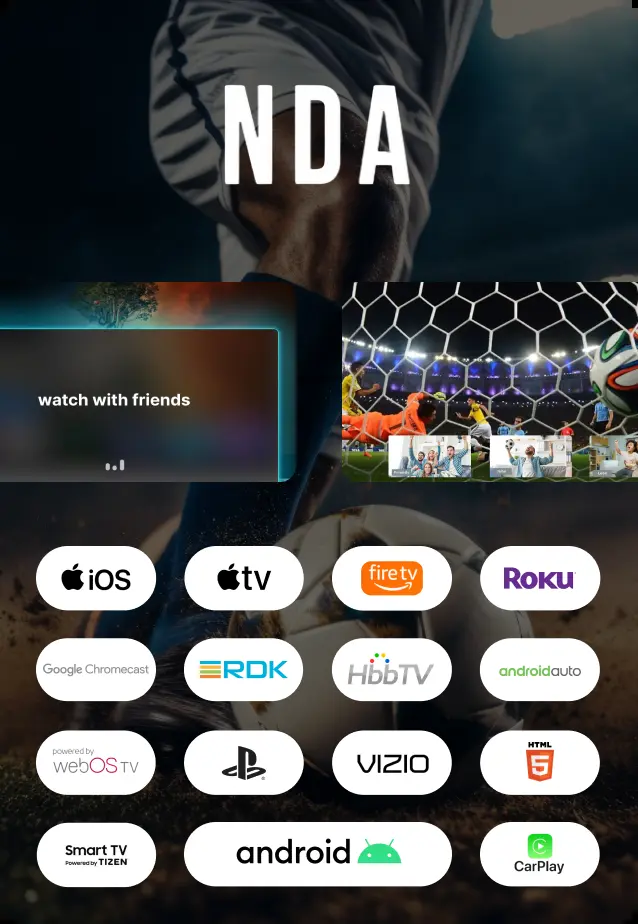 NDA
watch with friends
iOS
tv
fire tv
ROKU
Google Chromecast
RDK
HbbTV
androidauto
powered by
webOS TV
VIZIO
HTML
5
Smart TV
Powered by TIZEN
android
CarPlay